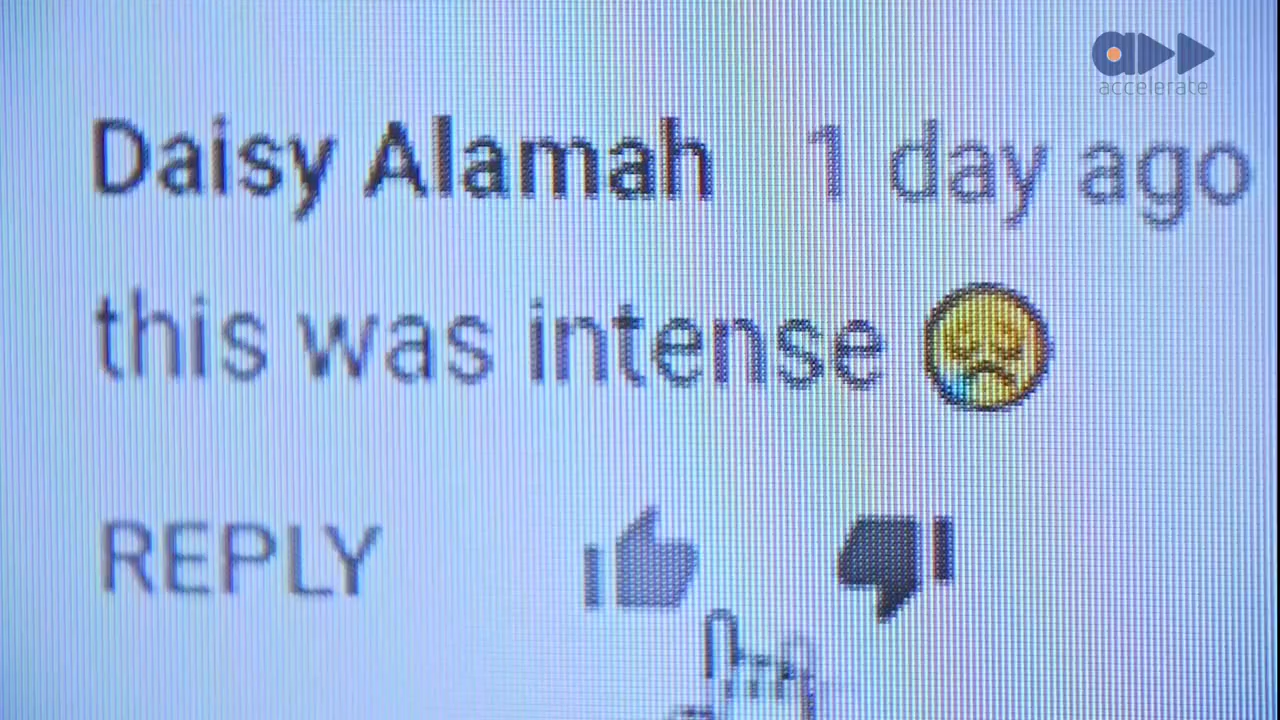 accelerate
Daisy Alamah 1 day ago
this was intense 😞
REPLY